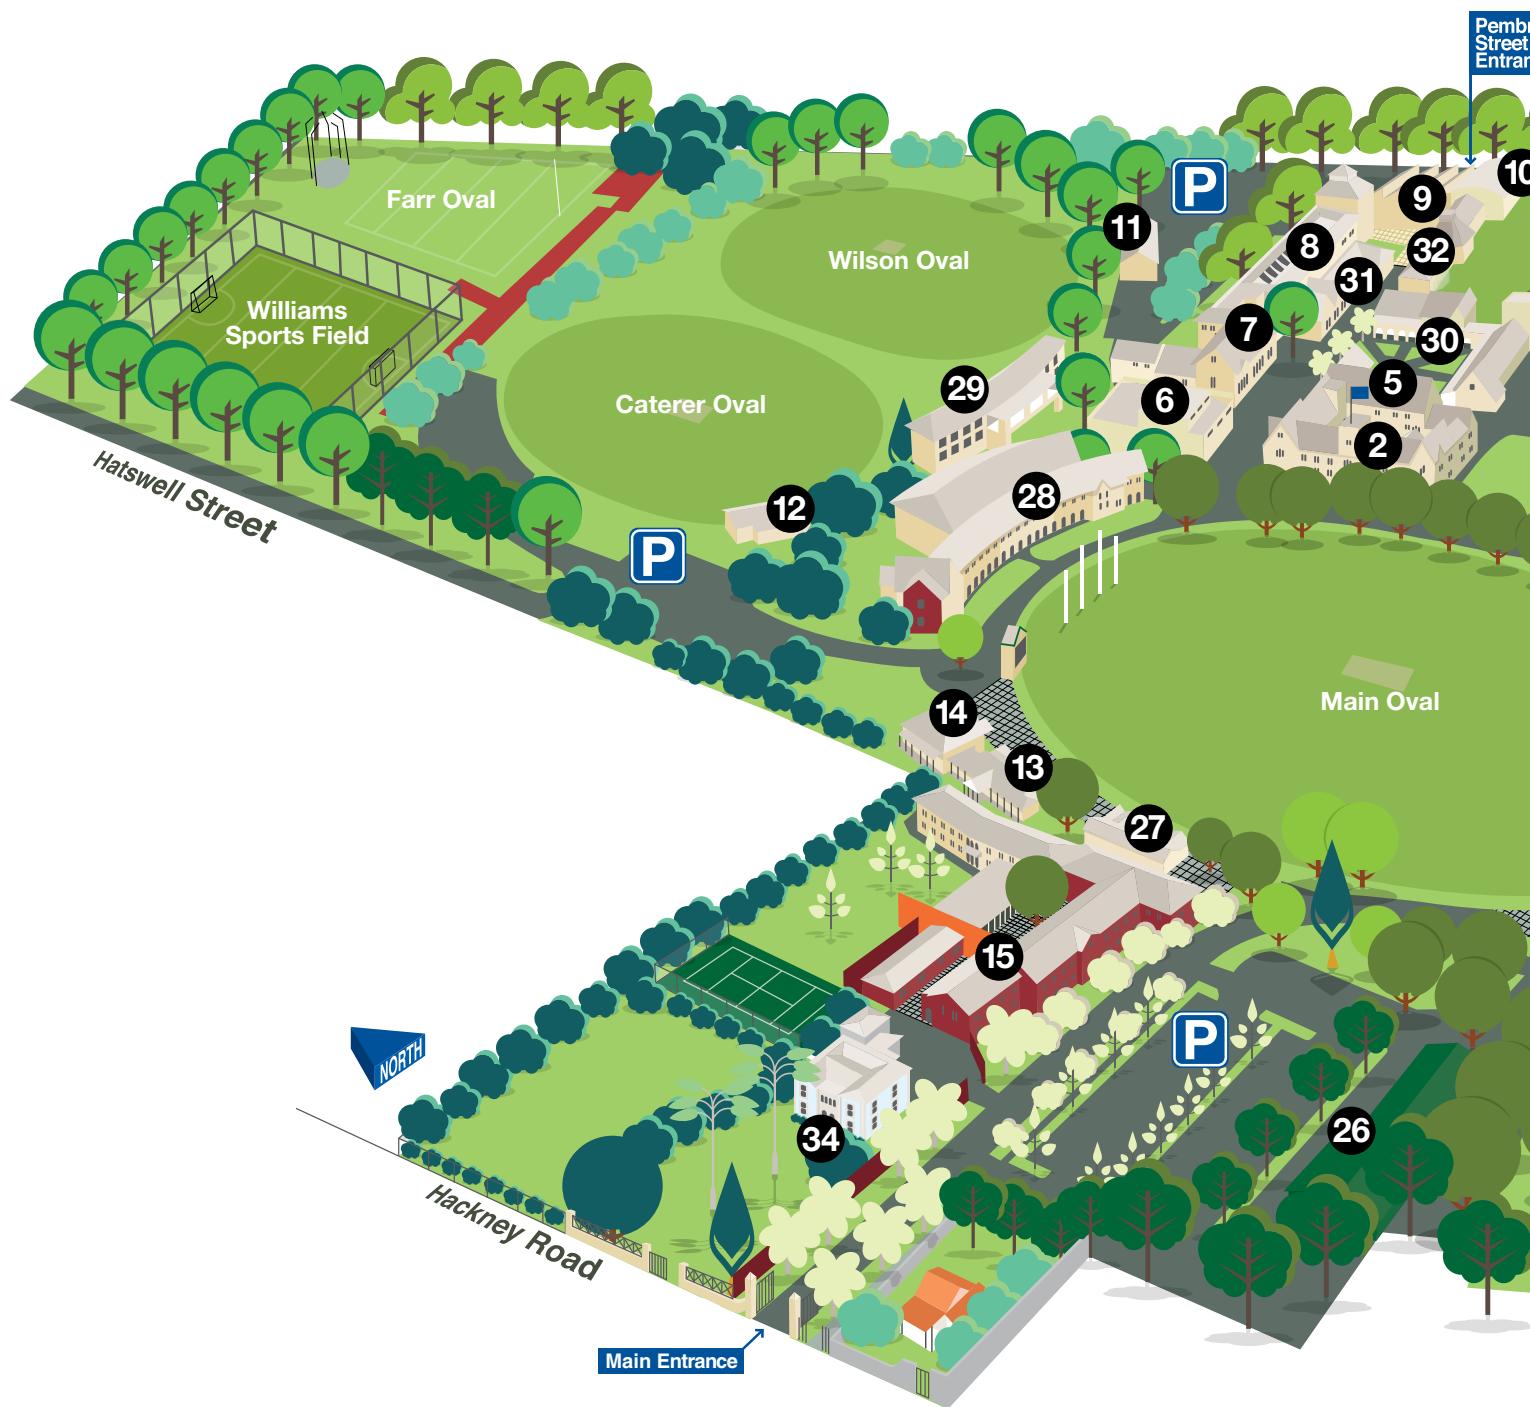 Pembr
Street
Entran
P
10
9
Farr Oval
11
8
32
Wilson Oval
31
Williams
Sports Field
7
30
29
5
Caterer Oval
6
2
Hatswell Street
28
12
P
Main Oval
14
13
27
15
P
NORTH
26
34
Hackney Road
Main Entrance